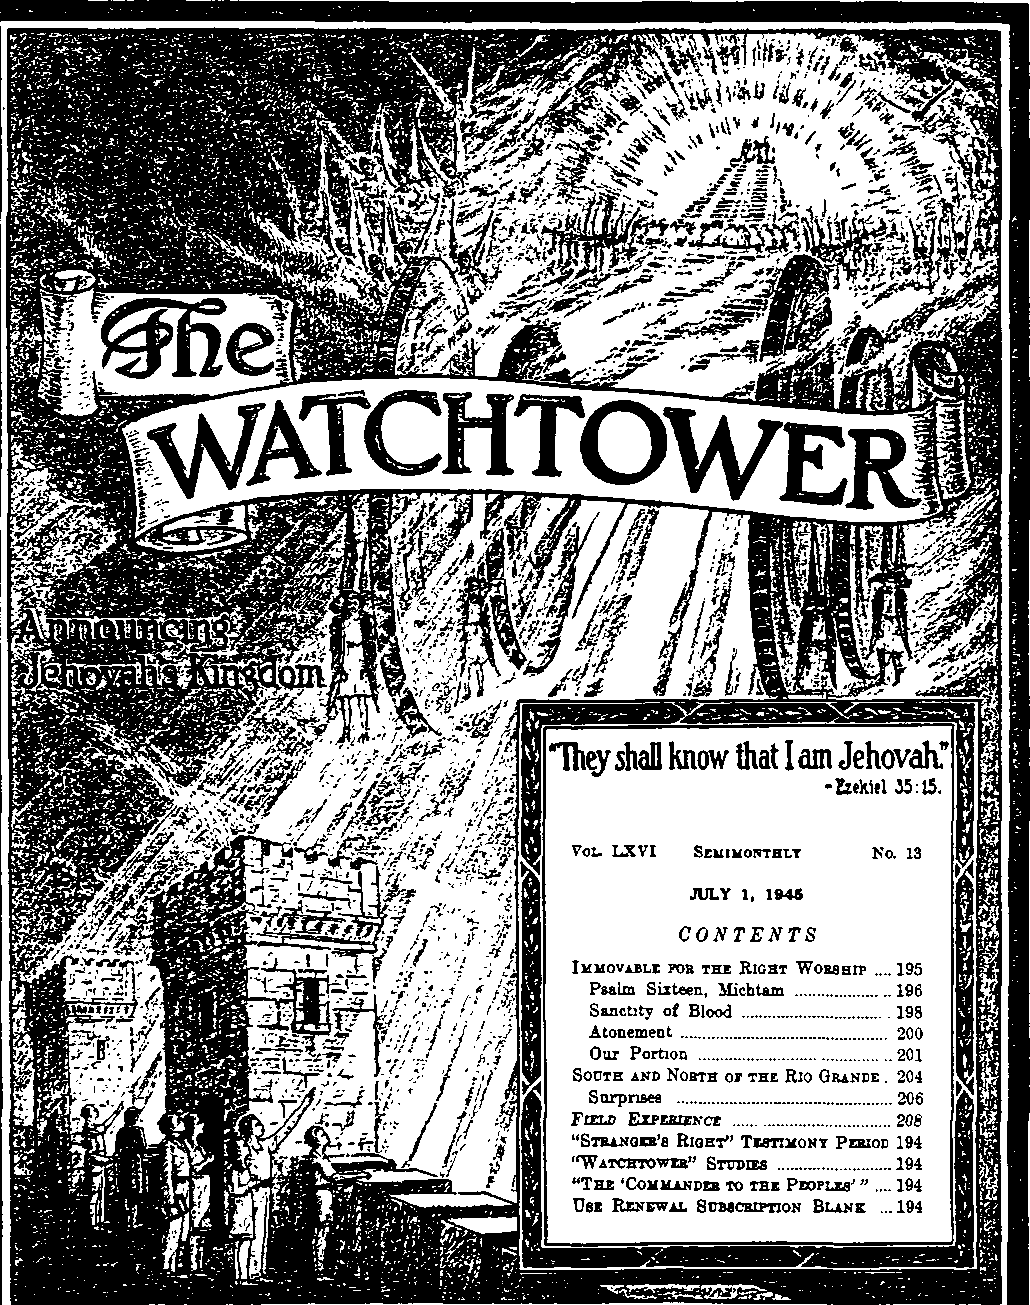 The
WATCHTOWER
Announcing
Jehovah's Kingdom
"They shall know that I am Jehovah."
-Ezekiel 35:15.
VOL. LXVI SEMIMONTHLY No. 13
JULY 1, 1945
CONTENTS
IMMOVABLE FOR THE RIGHT WORSHIP .... 195
Psalm Sixteen, Michtam .................... 196
Sanctity of Blood .............................. 198
Atonement .......................................... 200
Our Portion ....................................... 201
SOUTH AND NORTH OF THE RIO GRANDE . 204
Surprises ............................................ 206
FIELD EXPERIENCE ................................ 208
"STRANGER'S RIGHT" TESTIMONY PERIOD 194
"WATCHTOWER" STUDIES ....................... 194
"THE 'COMMANDER TO THE PEOPLES'" .... 194
USE RENEWAL SUBSCRIPTION BLANK ... 194